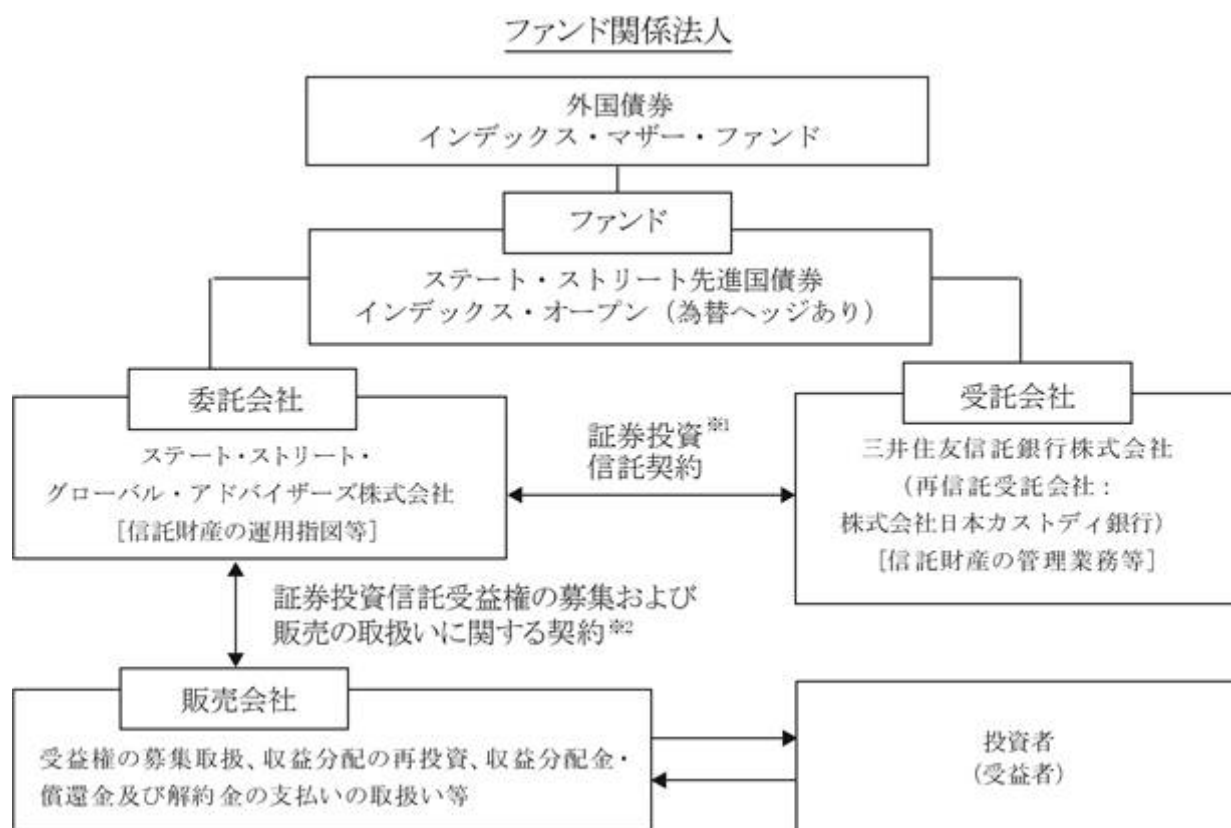 ファンド関係法人
外国債券
インデックス・マザー・ファンド
ファンド
ステート・ストリート先進国債券
インデックス・オープン（為替ヘッジあり）
委託会社
ステート・ストリート・
グローバル・アドバイザーズ株式会社
［信託財産の運用指図等］
証券投資※1
信託契約
受託会社
三井住友信託銀行株式会社
（再信託受託会社：
株式会社日本カストディ銀行）
［信託財産の管理業務等］
証券投資信託受益権の募集および
販売の取扱いに関する契約※2
販売会社
受益権の募集取扱、収益分配の再投資、収益分配金・
償還金及び解約金の支払いの取扱い等
投資者
（受益者）